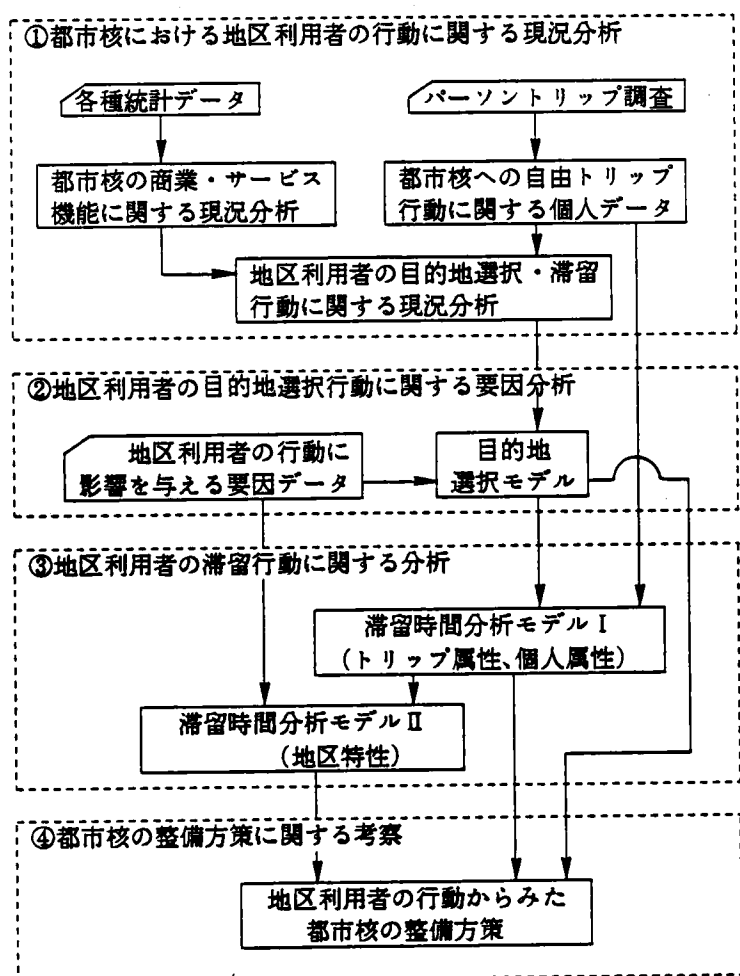 ①都市核における地区利用者の行動に関する現況分析
各種統計データ
パーソントリップ調査
都市核の商業・サービス
機能に関する現況分析
都市核への自由トリップ
行動に関する個人データ
地区利用者の目的地選択・滞留
行動に関する現況分析
②地区利用者の目的地選択行動に関する要因分析
地区利用者の行動に
影響を与える要因データ
目的地
選択モデル
③地区利用者の滞留行動に関する分析
滞留時間分析モデルⅠ
(トリップ属性、個人属性)
滞留時間分析モデルⅡ
(地区特性)
④都市核の整備方策に関する考察
地区利用者の行動からみた
都市核の整備方策